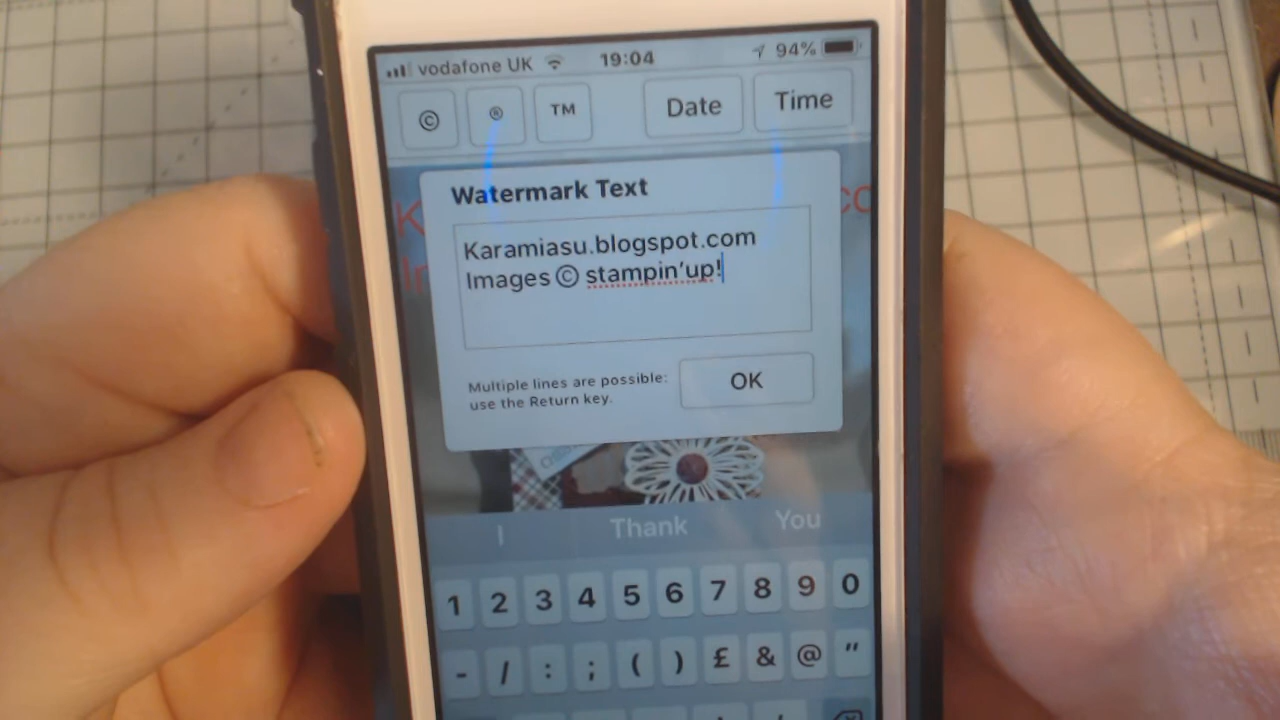 vodafone UK 19:04 94%
© ® TM Date Time
Watermark Text
Karamiasu.blogspot.com
Images © stampin'up!
Multiple lines are possible:
use the Return key.
OK
I Thank You
1 2 3 4 5 6 7 8 9 0
- / : ; ( ) £ & @ "